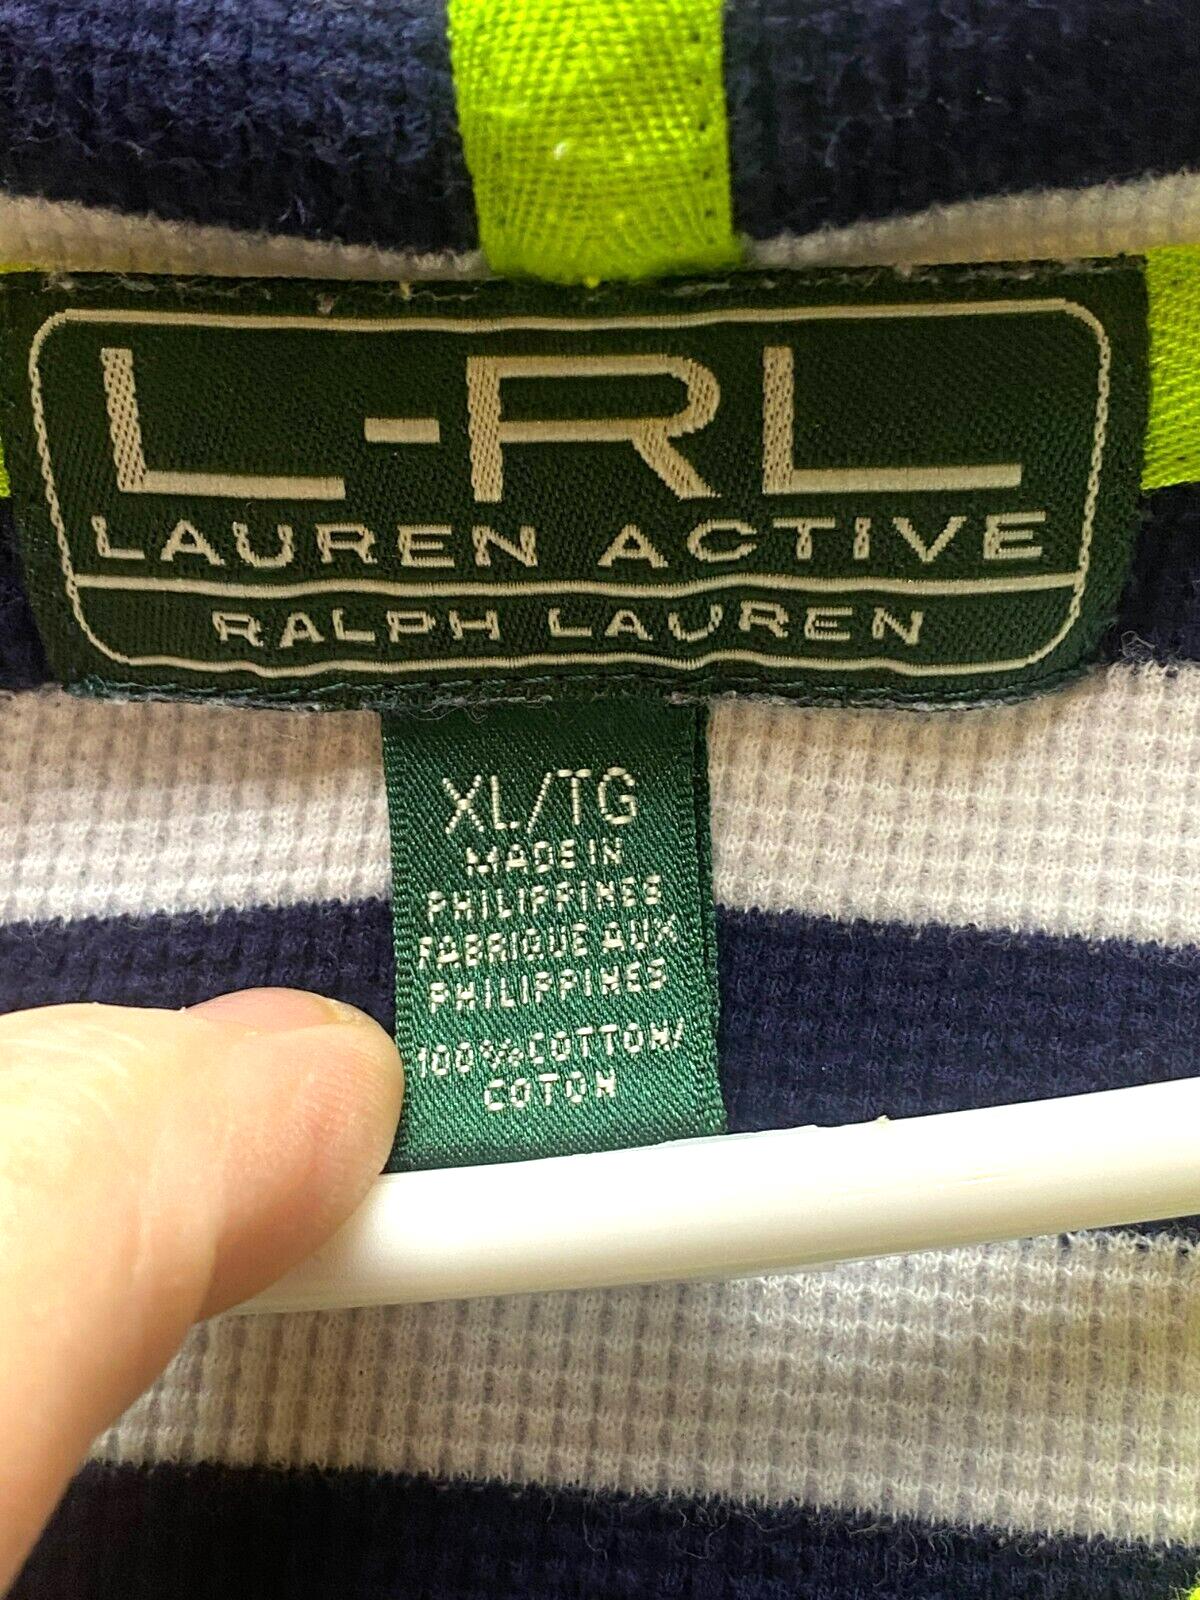 L-RL
LAUREN ACTIVE
RALPH LAUREN
XL/TG
MADE IN
PHILIPPINES
FABRIQUE AUX
PHILIPPINES
100% COTTON/
COTON